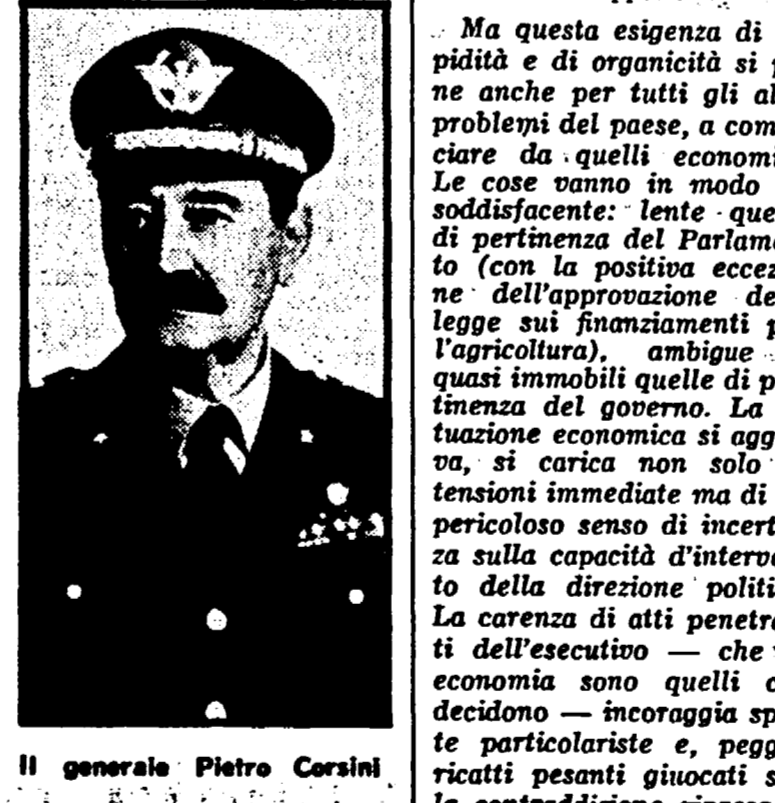 Il generale Pietro Corsini
Ma questa esigenza di
pidità e di organicità si
ne anche per tutti gli al
problemi del paese, a com
ciare da quelli economi
Le cose vanno in modo
soddisfacente: lente que
di pertinenza del Parlame
to (con la positiva eccez
ne dell'approvazione de
legge sui finanziamenti p
l'agricoltura), ambigue
quasi immobili quelle di p
tinenza del governo. La
tuazione economica si agg
va, si carica non solo
tensioni immediate ma di
pericoloso senso di incert
za sulla capacità d'interve
to della direzione politi
La carenza di atti penetra
ti dell'esecutivo — che
economia sono quelli c
decidono — incoraggia sp
te particolariste e, pegg
ricatti pesanti giuocati s